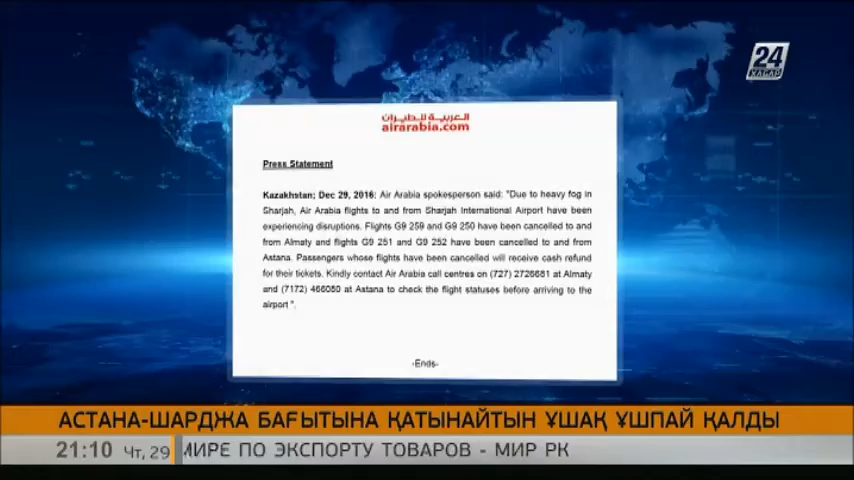 24
ХАБАР
العربية للطيران
airarabia.com
Press Statement
Kazakhstan; Dec 29, 2016: Air Arabia spokesperson said: "Due to heavy fog in
Sharjah, Air Arabia flights to and from Sharjah International Airport have been
experiencing disruptions. Flights G9 259 and G9 250 have been cancelled to and
from Almaty and flights G9 251 and G9 252 have been cancelled to and from
Astana. Passengers whose flights have been cancelled will receive cash refund
for their tickets. Kindly contact Air Arabia call centres on (727) 2726681 at Almaty
and (7172) 466080 at Astana to check the flight statuses before arriving to the
airport ".
-Ends-
АСТАНА-ШАРДЖА БАҒЫТЫНА ҚАТЫНАЙТЫН ҰШАҚ ҰШПАЙ ҚАЛДЫ
21:10 Чт, 29 МИРЕ ПО ЭКСПОРТУ ТОВАРОВ - МИР РК